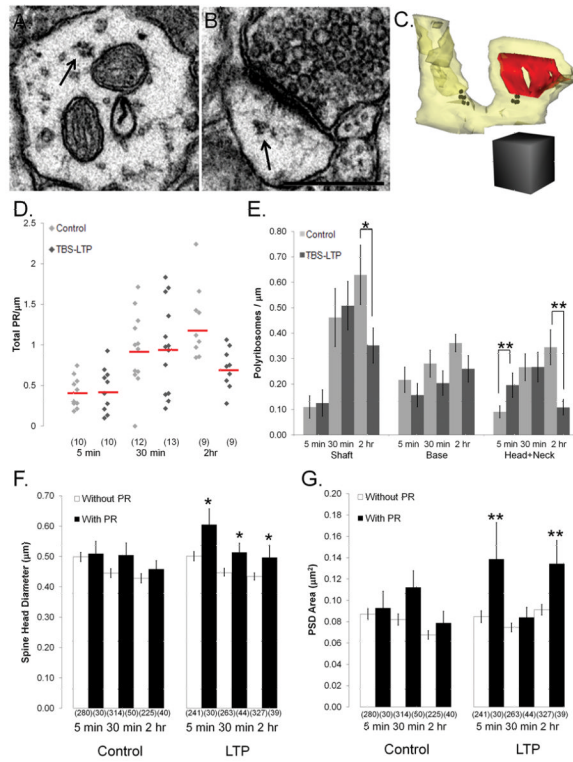 A.
B.
C.
D.
Control
TBS-LTP
Total PR/μm
2.5
2
1.5
1
0.5
0
(10) (10) (12) (13) (9) (9)
5 min 30 min 2hr
E.
Control
TBS-LTP
Polyribosomes / μm
0.80
0.70
0.60
0.50
0.40
0.30
0.20
0.10
0.00
*
**
**
5 min 30 min 2 hr 5 min 30 min 2 hr 5 min 30 min 2 hr
Shaft Base Head+Neck
F.
Without PR
With PR
Spine Head Diameter (μm)
0.70
0.60
0.50
0.40
0.30
0.20
0.10
0.00
* * *
(280)(30)(314)(50)(225)(40) (241)(30)(263)(44)(327)(39)
5 min 30 min 2 hr 5 min 30 min 2 hr
Control LTP
G.
Without PR
With PR
PSD Area (μm²)
0.20
0.18
0.16
0.14
0.12
0.10
0.08
0.06
0.04
0.02
0.00
** **
(280)(30)(314)(50)(225)(40) (241)(30)(263)(44)(327)(39)
5 min 30 min 2 hr 5 min 30 min 2 hr
Control LTP